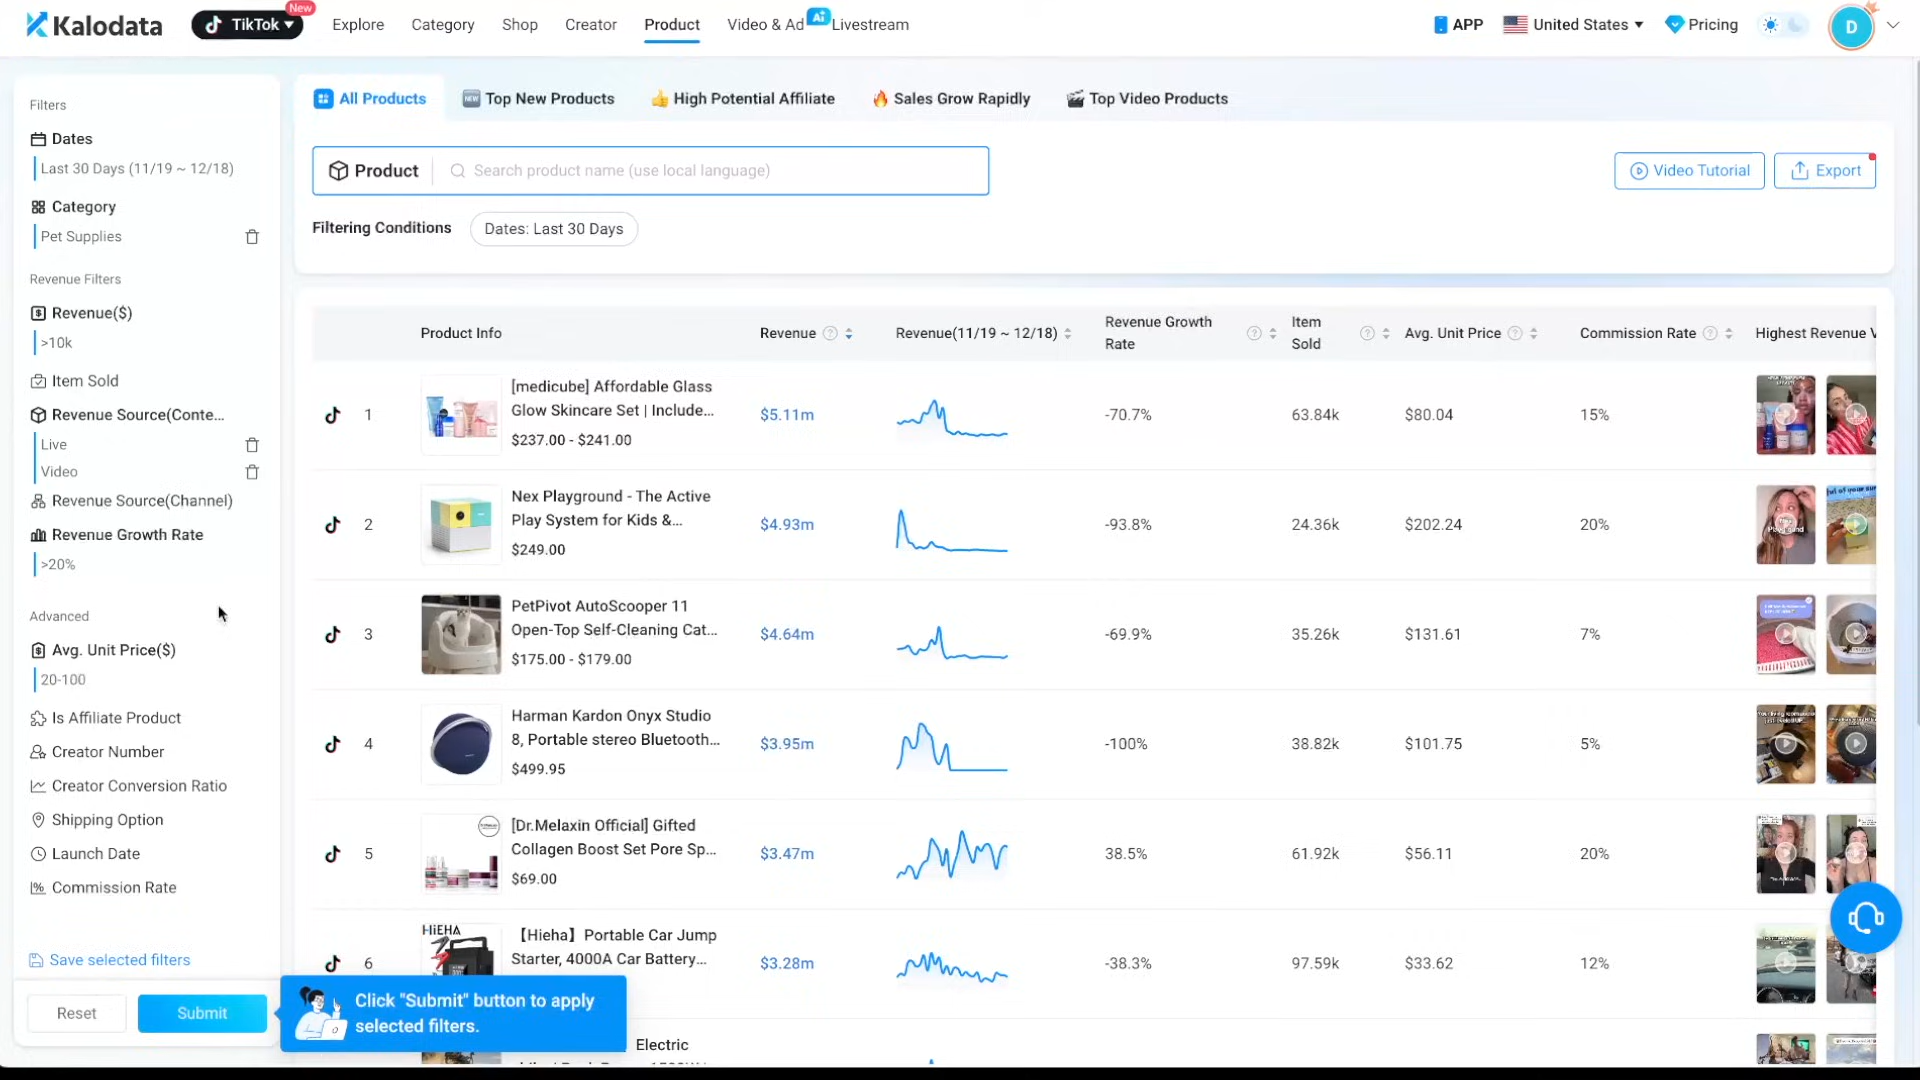 Kalodata
TikTok
New
Explore
Category
Shop
Creator
Product
Video & Ad
Ai
Livestream
APP
United States
Pricing
D
Filters
Dates
Last 30 Days (11/19 ~ 12/18)
Category
Pet Supplies
Revenue Filters
Revenue($)
>10k
Item Sold
Revenue Source(Conte...
Live
Video
Revenue Source(Channel)
Revenue Growth Rate
>20%
Advanced
Avg. Unit Price($)
20-100
Is Affiliate Product
Creator Number
Creator Conversion Ratio
Shipping Option
Launch Date
Commission Rate
Save selected filters
Reset
Submit
Click "Submit" button to apply
selected filters.
All Products
NEW Top New Products
High Potential Affiliate
Sales Grow Rapidly
Top Video Products
Product
Search product name (use local language)
Video Tutorial
Export
Filtering Conditions
Dates: Last 30 Days
Product Info
Revenue
Revenue(11/19 ~ 12/18)
Revenue Growth
Rate
Item
Sold
Avg. Unit Price
Commission Rate
Highest Revenue V
1
[medicube] Affordable Glass
Glow Skincare Set | Include...
$237.00 - $241.00
$5.11m
-70.7%
63.84k
$80.04
15%
2
Nex Playground - The Active
Play System for Kids &...
$249.00
$4.93m
-93.8%
24.36k
$202.24
20%
3
PetPivot AutoScooper 11
Open-Top Self-Cleaning Cat...
$175.00 - $179.00
$4.64m
-69.9%
35.26k
$131.61
7%
4
Harman Kardon Onyx Studio
8, Portable stereo Bluetooth...
$499.95
$3.95m
-100%
38.82k
$101.75
5%
5
[Dr.Melaxin Official] Gifted
Collagen Boost Set Pore Sp...
$69.00
$3.47m
38.5%
61.92k
$56.11
20%
6
HiEHA
【Hieha】Portable Car Jump
Starter, 4000A Car Battery...
$3.28m
-38.3%
97.59k
$33.62
12%
Electric